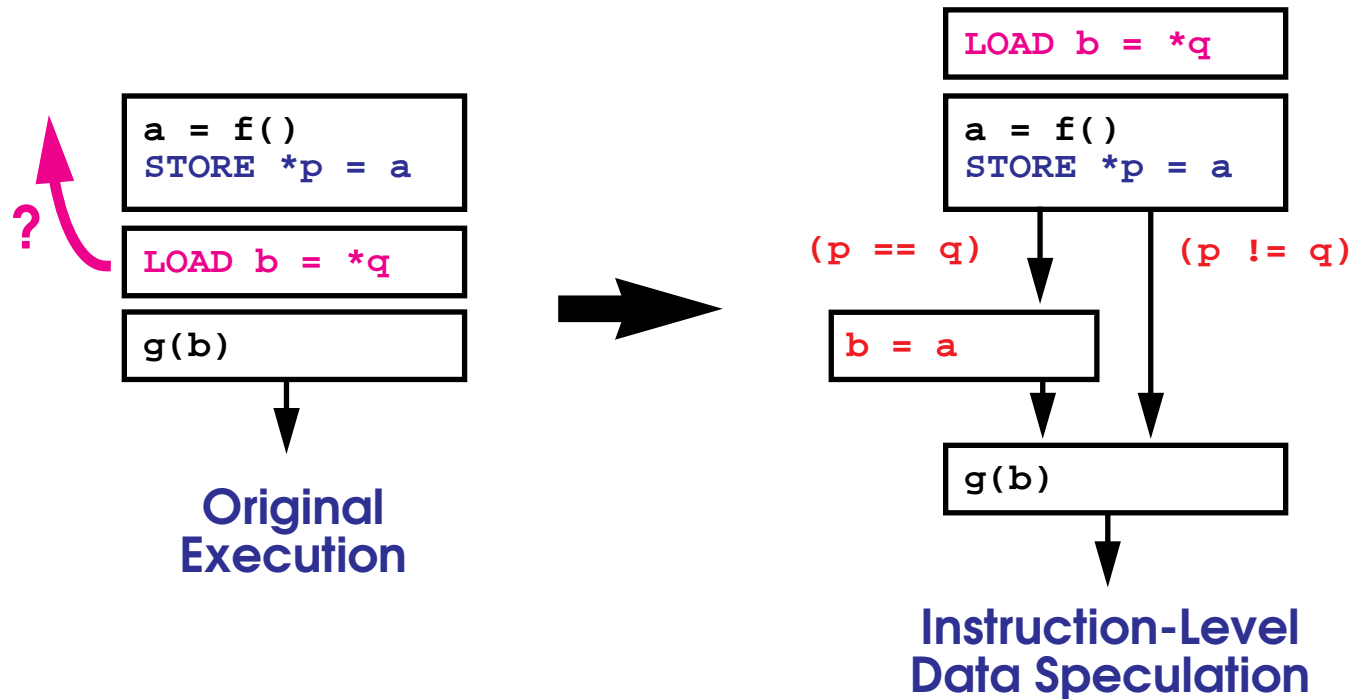 a = f()
STORE *p = a
?
LOAD b = *q
g(b)
Original
Execution
LOAD b = *q
a = f()
STORE *p = a
(p == q)
(p != q)
b = a
g(b)
Instruction-Level
Data Speculation